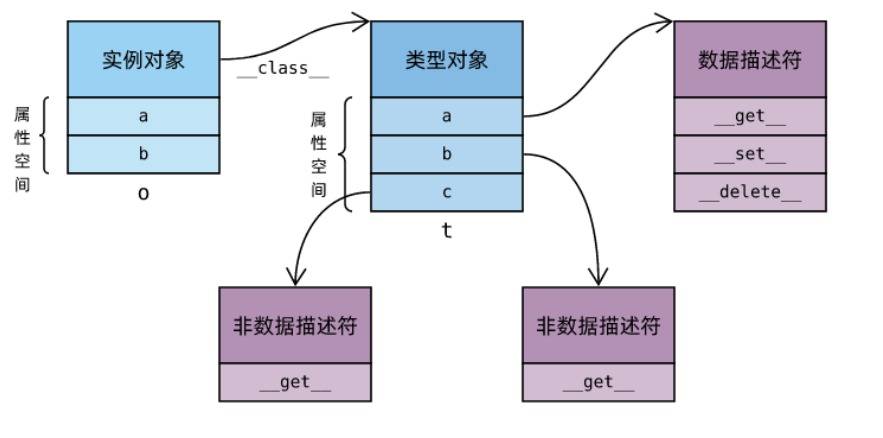 实例对象
a
b
属性空间
o
__class__
类型对象
a
b
c
属性空间
t
数据描述符
__get__
__set__
__delete__
非数据描述符
__get__
非数据描述符
__get__